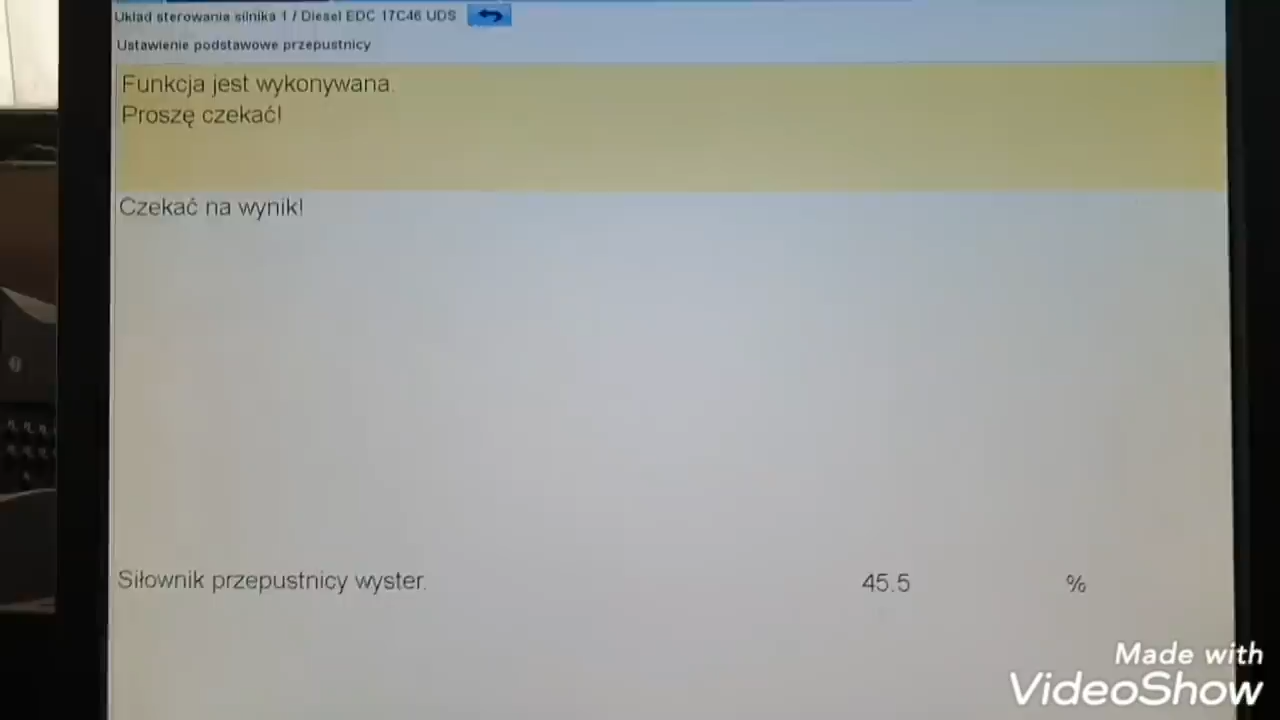 Układ sterowania silnika 1 / Diesel EDC 17C46 UDS
Ustawienie podstawowe przepustnicy
Funkcja jest wykonywana.
Proszę czekać!
Czekać na wynik!
Siłownik przepustnicy wyster. 45.5 %
Made with
VideoShow